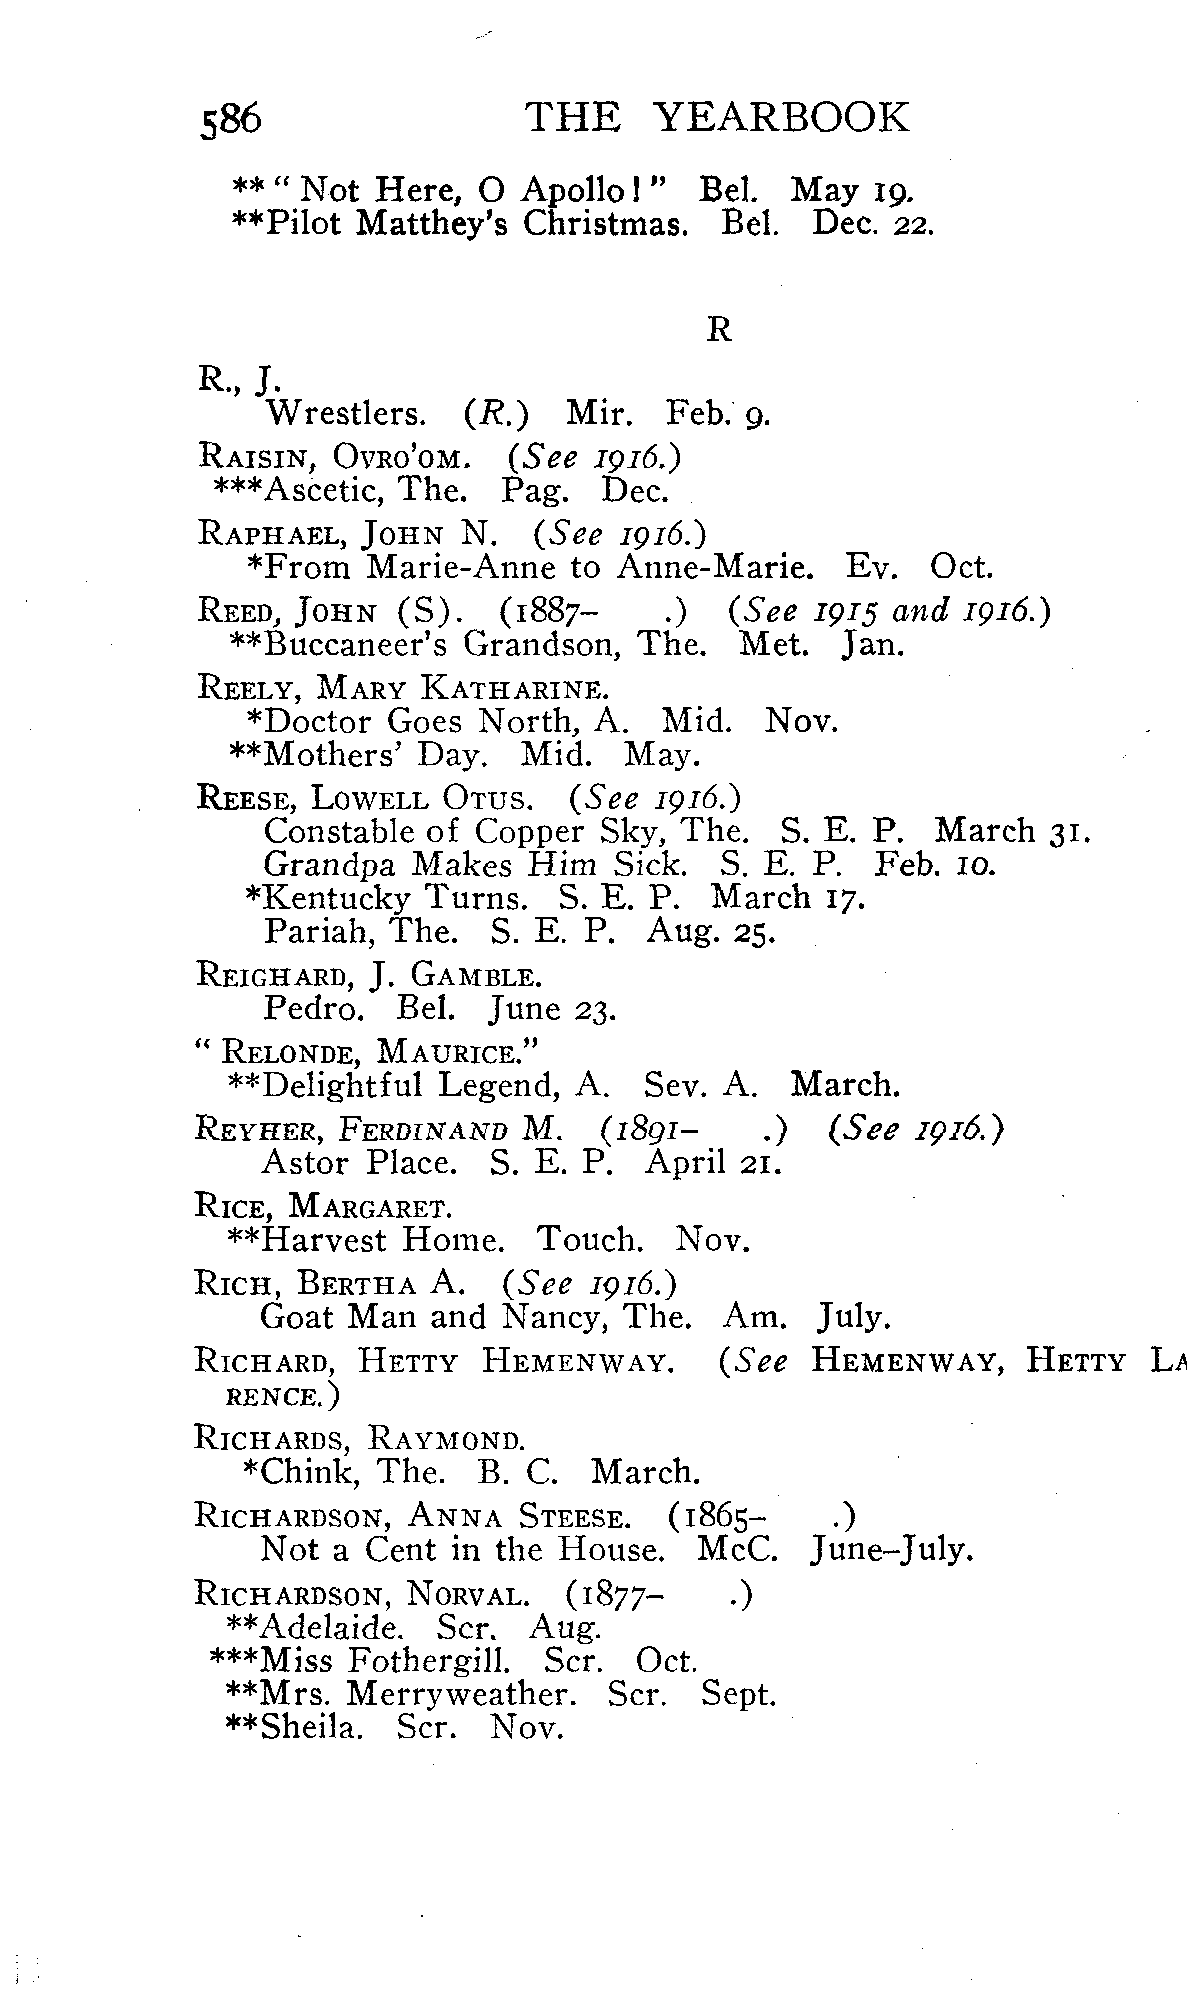 586 THE YEARBOOK
**" Not Here, O Apollo!" Bel. May 19.
**Pilot Matthey's Christmas. Bel. Dec. 22.
R
R., J.
Wrestlers. (R.) Mir. Feb. 9.
RAISIN, OVRO'OM. (See 1916.)
***Ascetic, The. Pag. Dec.
RAPHAEL, JOHN N. (See 1916.)
*From Marie-Anne to Anne-Marie. Ev. Oct.
REED, JOHN (S). (1887- .) (See 1915 and 1916.)
**Buccaneer's Grandson, The. Met. Jan.
REELY, MARY KATHARINE.
*Doctor Goes North, A. Mid. Nov.
**Mothers' Day. Mid. May.
REESE, LOWELL OTUS. (See 1916.)
Constable of Copper Sky, The. S. E. P. March 31.
Grandpa Makes Him Sick. S. E. P. Feb. 10.
*Kentucky Turns. S. E. P. March 17.
Pariah, The. S. E. P. Aug. 25.
REIGHARD, J. GAMBLE.
Pedro. Bel. June 23.
" RELONDE, MAURICE."
**Delightful Legend, A. Sev. A. March.
REYHER, FERDINAND M. (1891- .) (See 1916.)
Astor Place. S. E. P. April 21.
RICE, MARGARET.
**Harvest Home. Touch. Nov.
RICH, BERTHA A. (See 1916.)
Goat Man and Nancy, The. Am. July.
RICHARD, HETTY HEMENWAY. (See HEMENWAY, HETTY LA
RENCE.)
RICHARDS, RAYMOND.
*Chink, The. B. C. March.
RICHARDSON, ANNA STEESE. (1865- .)
Not a Cent in the House. McC. June-July.
RICHARDSON, NORVAL. (1877- .)
**Adelaide. Scr. Aug.
***Miss Fothergill. Scr. Oct.
**Mrs. Merryweather. Scr. Sept.
**Sheila. Scr. Nov.